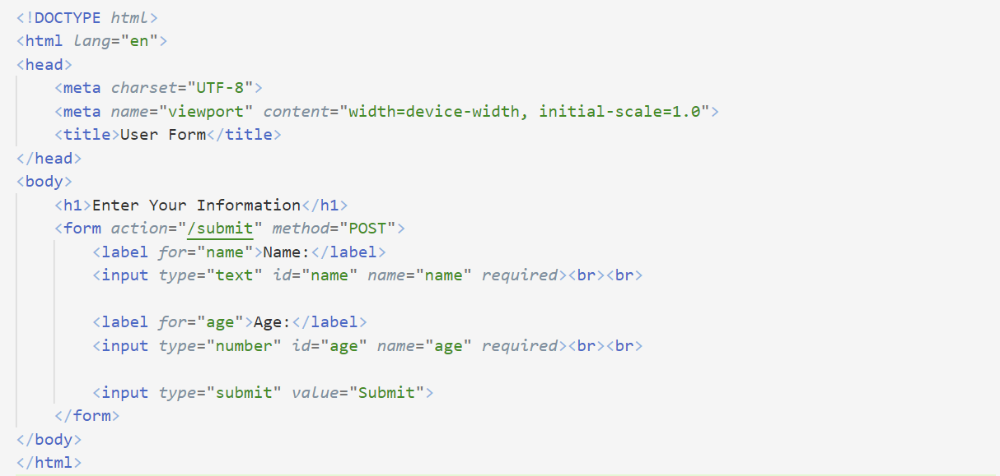 <!DOCTYPE html>
<html lang="en">
<head>
    <meta charset="UTF-8">
    <meta name="viewport" content="width=device-width, initial-scale=1.0">
    <title>User Form</title>
</head>
<body>
    <h1>Enter Your Information</h1>
    <form action="/submit" method="POST">
        <label for="name">Name:</label>
        <input type="text" id="name" name="name" required><br><br>

        <label for="age">Age:</label>
        <input type="number" id="age" name="age" required><br><br>

        <input type="submit" value="Submit">
    </form>
</body>
</html>